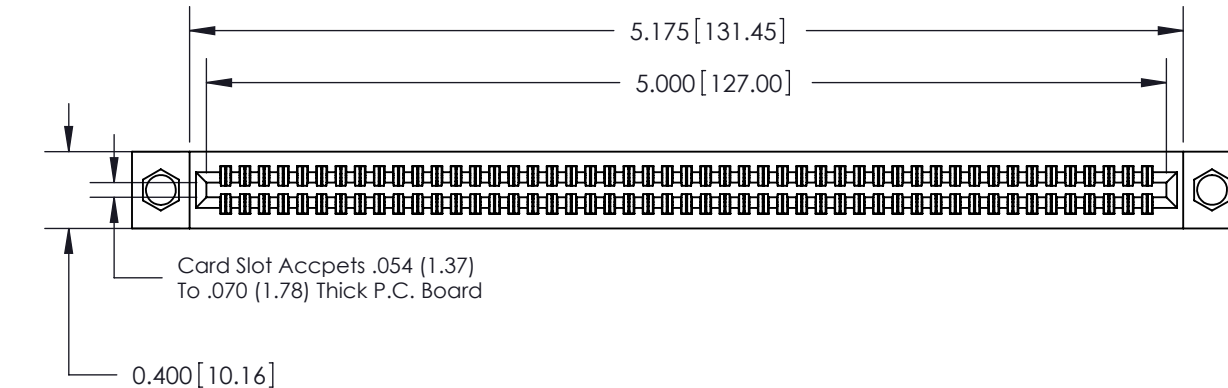 5.175[131.45]
5.000[127.00]
Card Slot Accpets .054 (1.37)
To .070 (1.78) Thick P.C. Board
0.400[10.16]